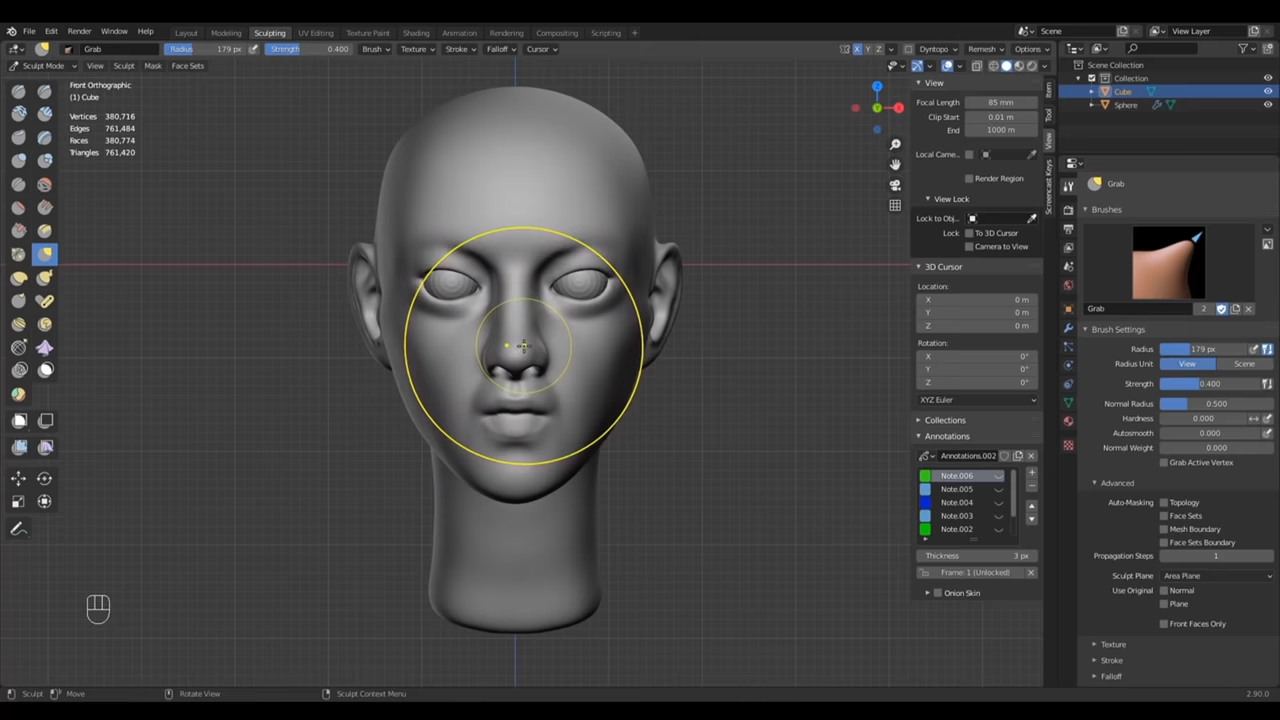 File Edit Render Window Help Layout Modeling Sculpting UV Editing Texture Paint Shading Animation Rendering Compositing Scripting + Scene View Layer
Grab Radius 179 px Strength 0.400 Brush Texture Stroke Falloff Cursor X Y Z Dyntopo Remesh Options
Sculpt Mode View Sculpt Mask Face Sets
Front Orthographic
(1) Cube
Vertices 380,716
Edges 761,484
Faces 380,774
Triangles 761,420
Z
X
Y
View
Focal Length 85 mm
Clip Start 0.01 m
End 1000 m
Local Came...
Render Region
View Lock
Lock to Obj...
Lock To 3D Cursor
Camera to View
3D Cursor
Location:
X 0 m
Y 0 m
Z 0 m
Rotation:
X 0°
Y 0°
Z 0°
XYZ Euler
Collections
Annotations
Annotations.002
Note.006
Note.005
Note.004
Note.003
Note.002
Thickness 3 px
Frame: 1 (Unlocked)
Onion Skin
Item
Tool
View
Screencast Keys
Scene Collection
Collection
Cube
Sphere
Grab
Brushes
Grab 2
Brush Settings
Radius 179 px
Radius Unit View Scene
Strength 0.400
Normal Radius 0.500
Hardness 0.000
Autosmooth 0.000
Normal Weight 0.000
Grab Active Vertex
Advanced
Auto-Masking Topology
Face Sets
Mesh Boundary
Face Sets Boundary
Propagation Steps 1
Sculpt Plane Area Plane
Use Original Normal
Plane
Front Faces Only
Texture
Stroke
Falloff
Sculpt Move Rotate View Sculpt Context Menu 2.90.0